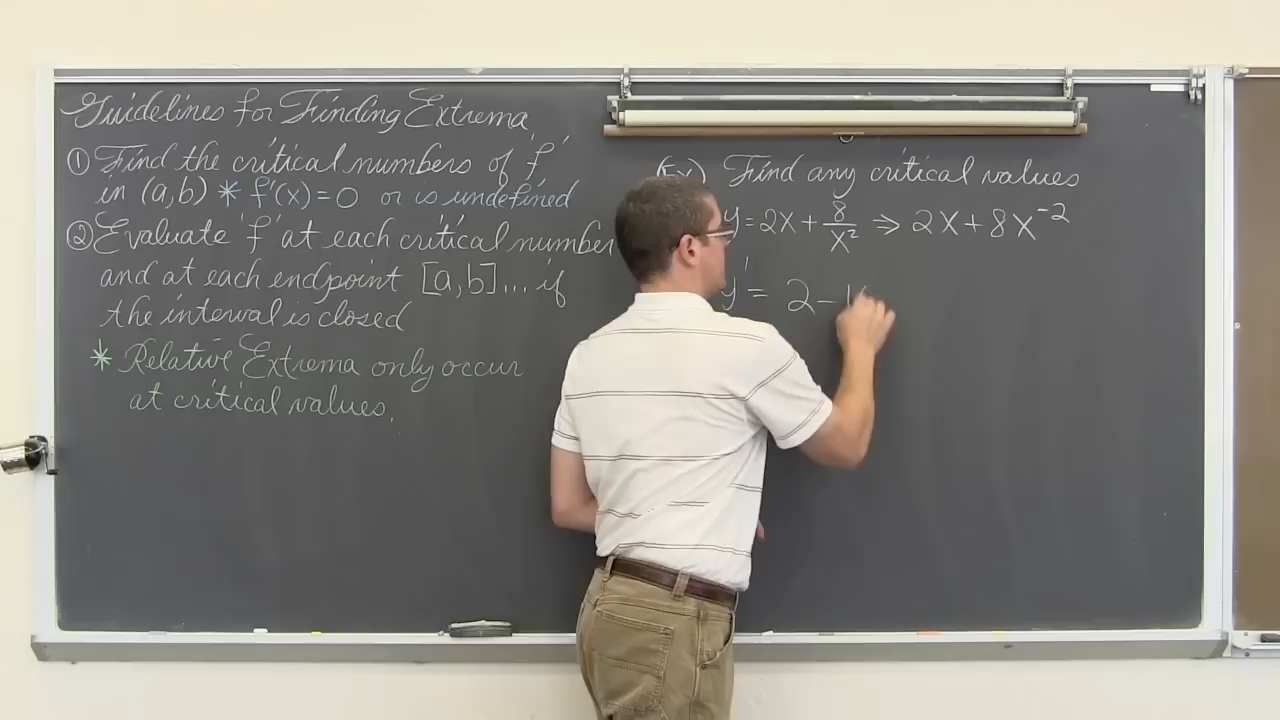 Guidelines for Finding Extrema
① Find the critical numbers of 'f'
in (a,b) * f'(x)=0 or is undefined
② Evaluate 'f' at each critical number
and at each endpoint [a,b]... if
the interval is closed
* Relative Extrema only occur
at critical values.
Find any critical values
y=2x+8/x² ⇒ 2x+8x⁻²
y' = 2-